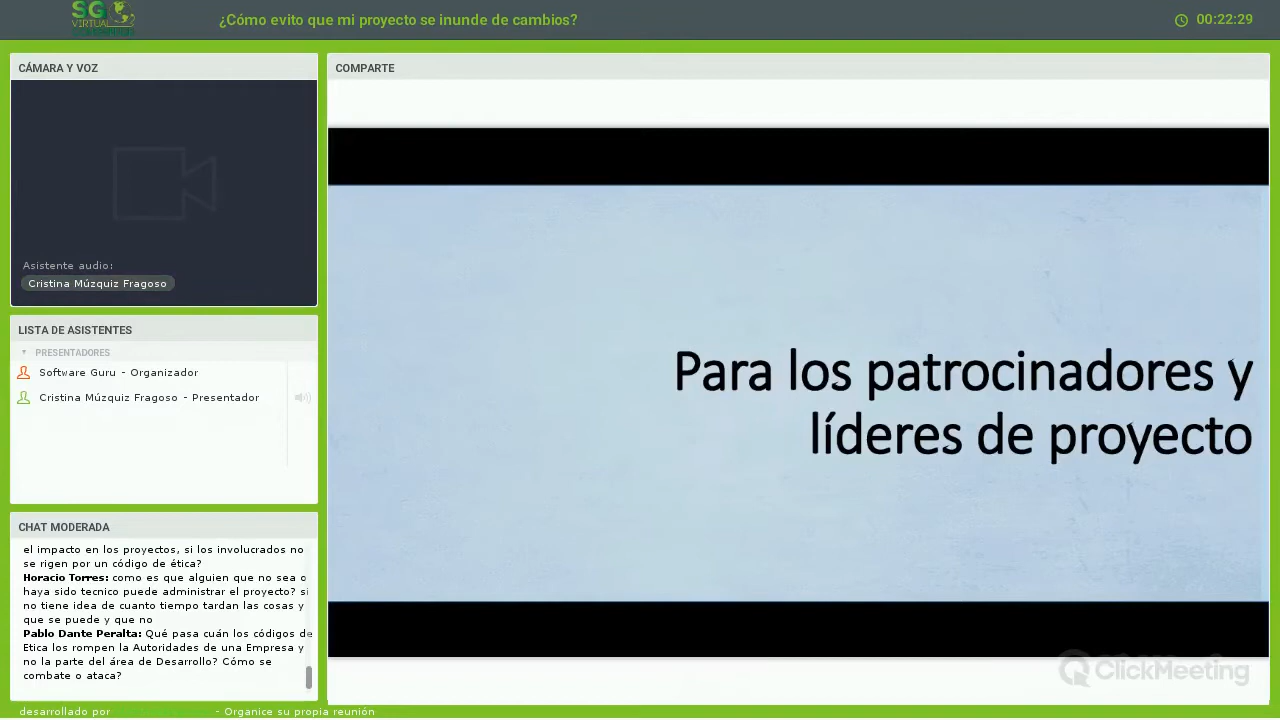 SG
VIRTUAL
¿Cómo evito que mi proyecto se inunde de cambios?
00:22:29
CÁMARA Y VOZ
Asistente audio:
Cristina Múzquiz Fragoso
LISTA DE ASISTENTES
PRESENTADORES
Software Guru - Organizador
Cristina Múzquiz Fragoso - Presentador
CHAT MODERADA
el impacto en los proyectos, si los involucrados no
se rigen por un código de ética?
Horacio Torres: como es que alguien que no sea o
haya sido tecnico puede administrar el proyecto? si
no tiene idea de cuanto tiempo tardan las cosas y
que se puede y que no
Pablo Dante Peralta: Qué pasa cuán los códigos de
Etica los rompen la Autoridades de una Empresa y
no la parte del área de Desarrollo? Cómo se
combate o ataca?
COMPARTE
Para los patrocinadores y
líderes de proyecto
ClickMeeting
desarrollado por
- Organice su propia reunión